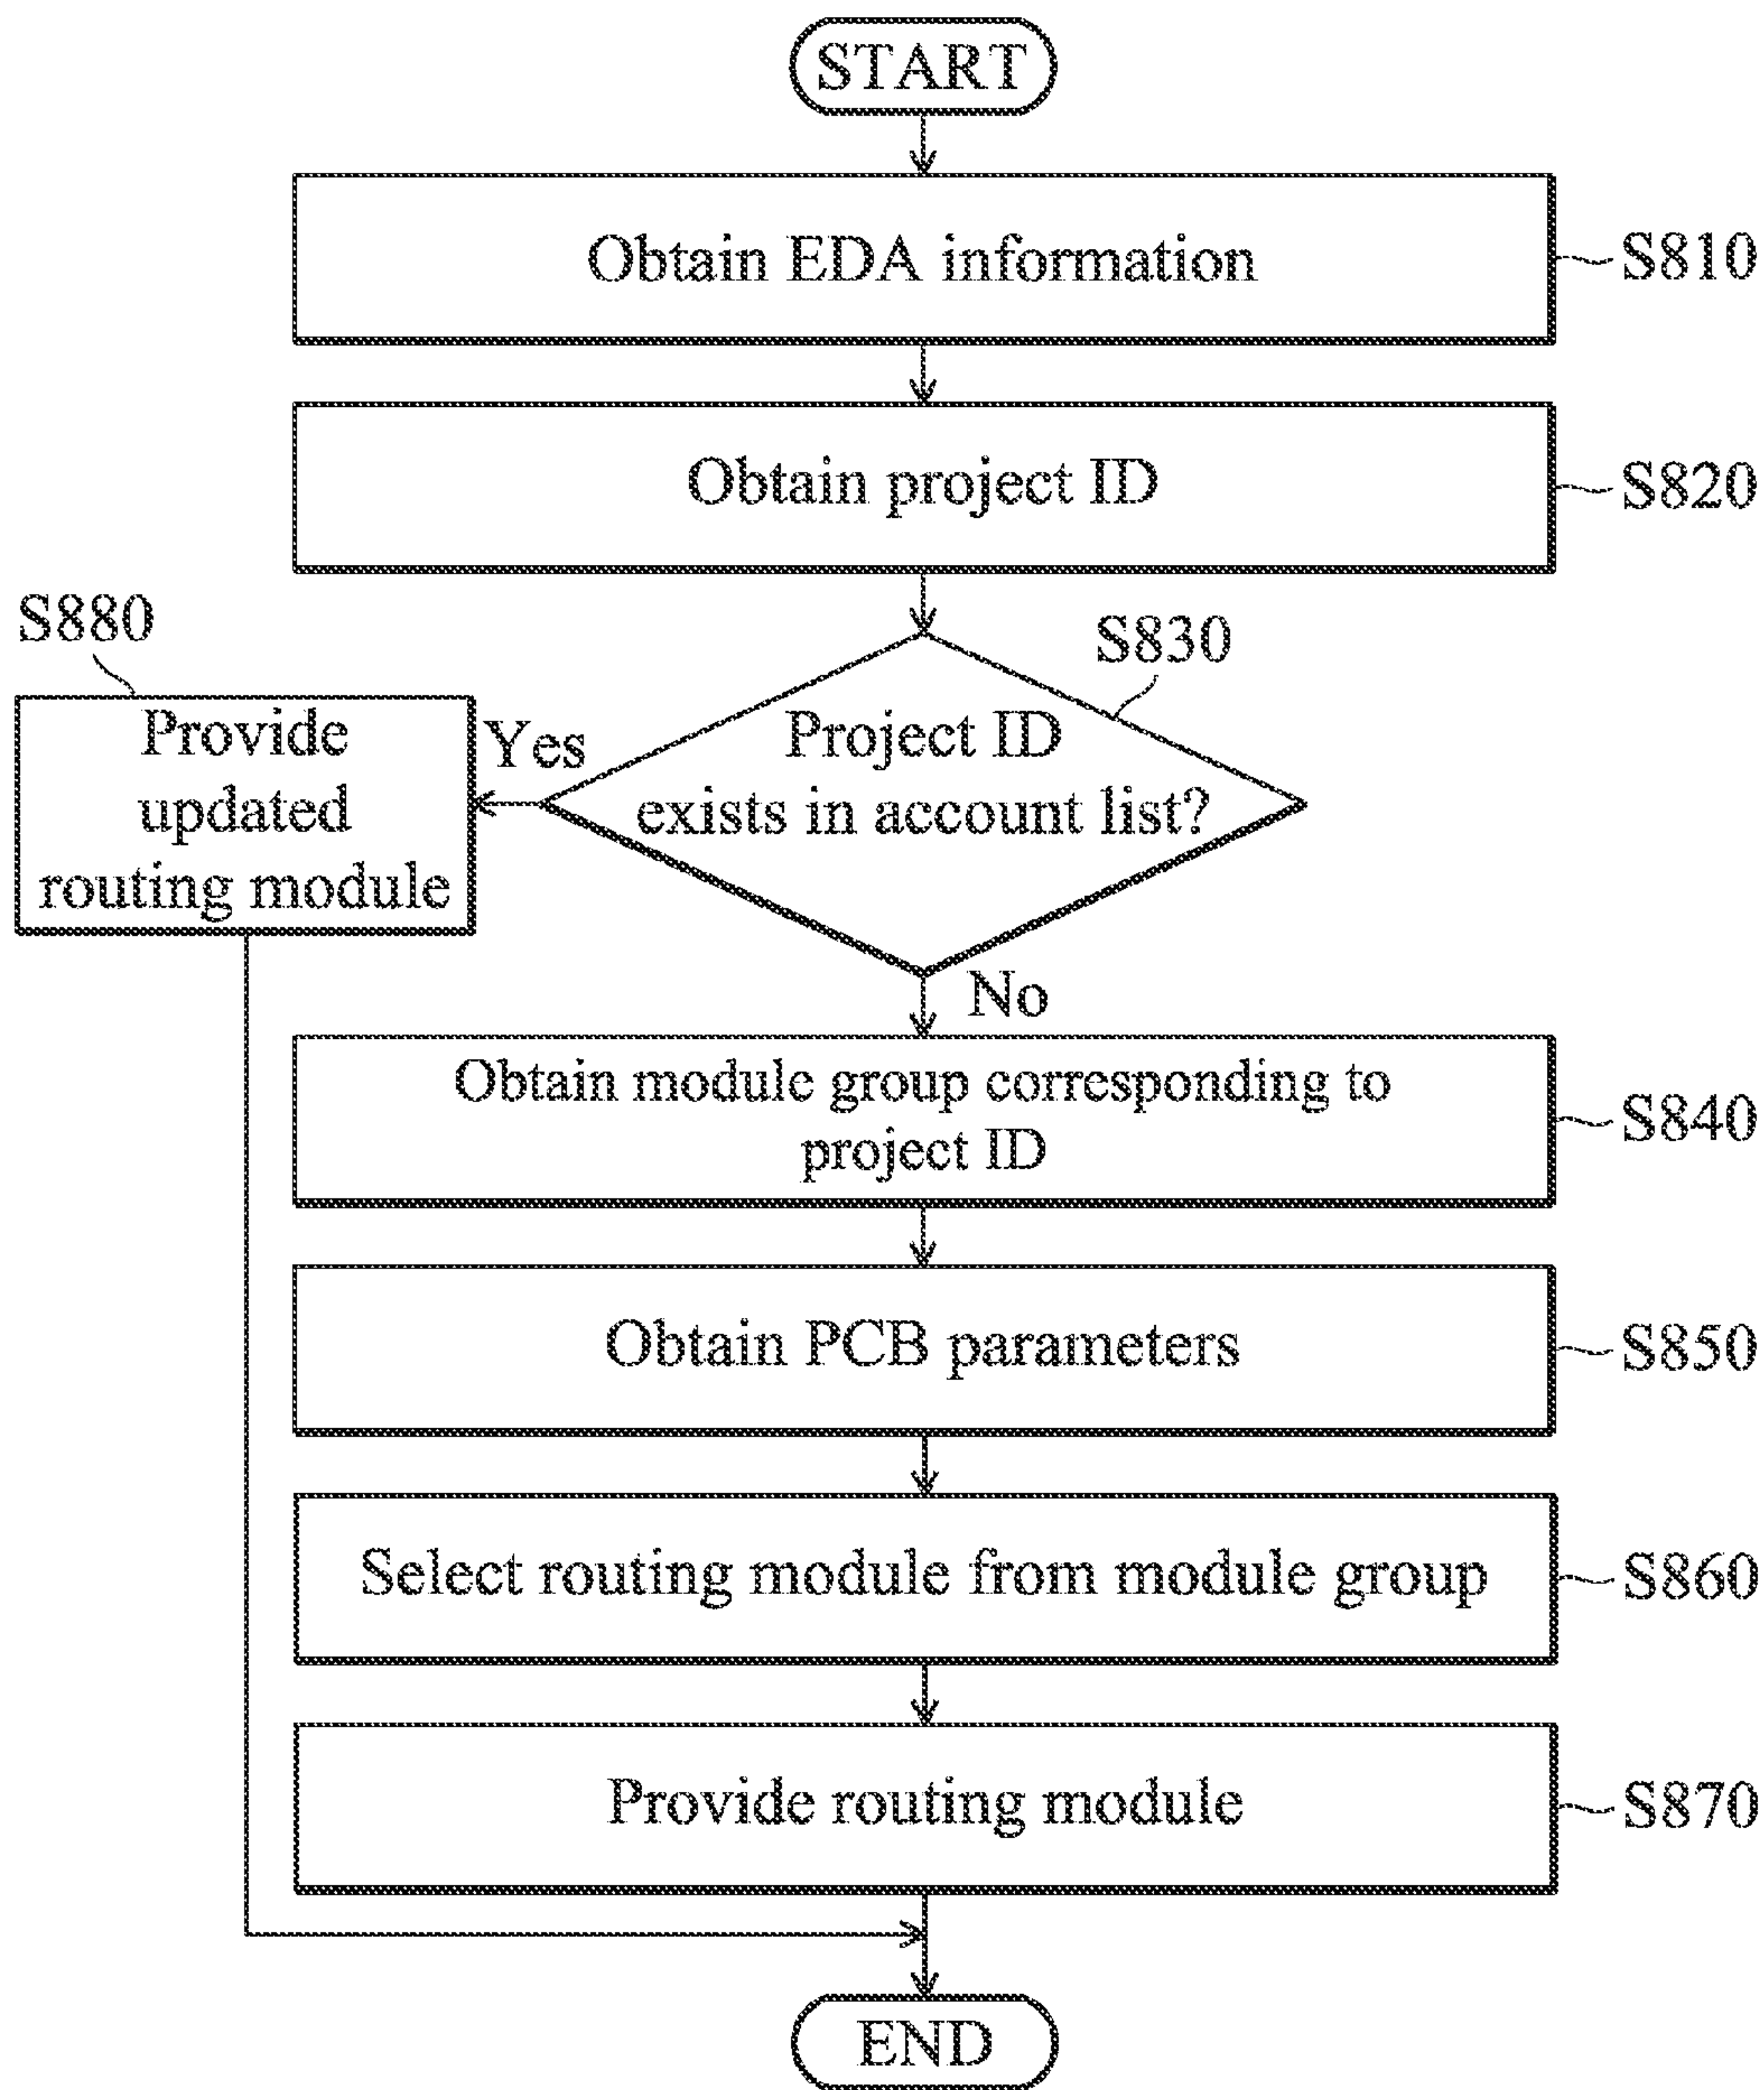 START
Obtain EDA information
S810
Obtain project ID
S820
S880
S830
Provide
updated
routing module
Yes
Project ID
exists in account list?
No
Obtain module group corresponding to
project ID
S840
Obtain PCB parameters
S850
Select routing module from module group
S860
Provide routing module
S870
END